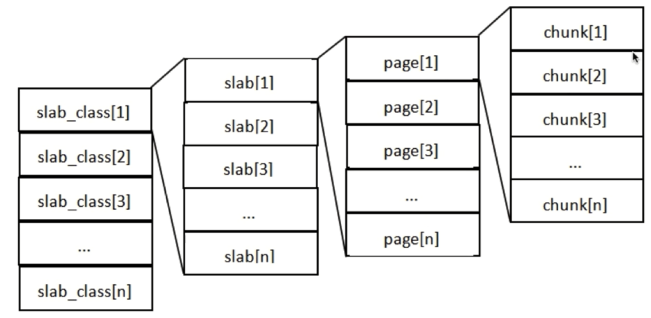 slab_class[1]
slab_class[2]
slab_class[3]
...
slab_class[n]
slab[1]
slab[2]
slab[3]
...
slab[n]
page[1]
page[2]
page[3]
...
page[n]
chunk[1]
chunk[2]
chunk[3]
...
chunk[n]